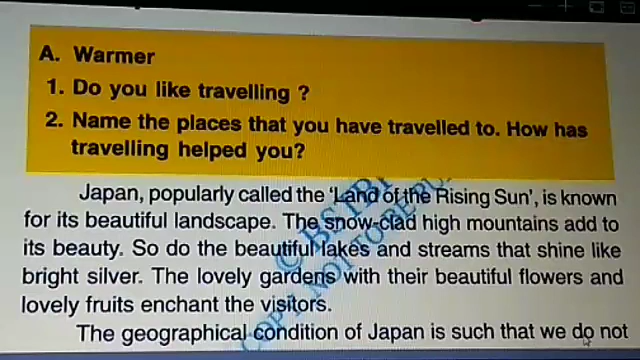 A. Warmer
1. Do you like travelling ?
2. Name the places that you have travelled to. How has
travelling helped you?
Japan, popularly called the 'Land of the Rising Sun', is known
for its beautiful landscape. The snow-clad high mountains add to
its beauty. So do the beautiful lakes and streams that shine like
bright silver. The lovely gardens with their beautiful flowers and
lovely fruits enchant the visitors.
The geographical condition of Japan is such that we do not